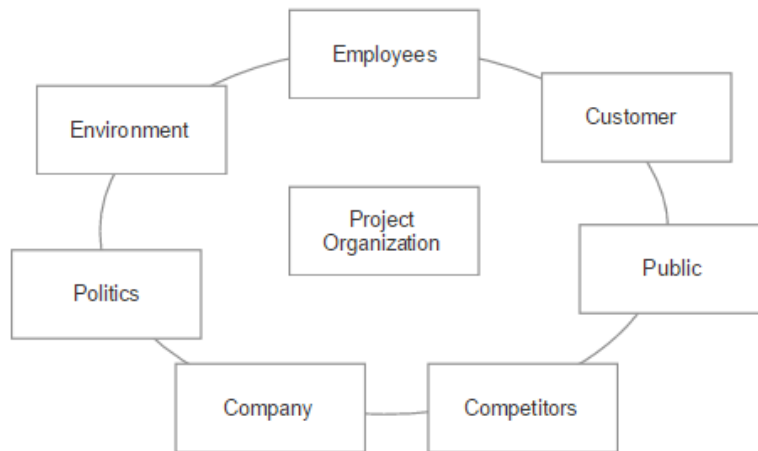 Employees
Customer
Environment
Project
Organization
Public
Politics
Company
Competitors